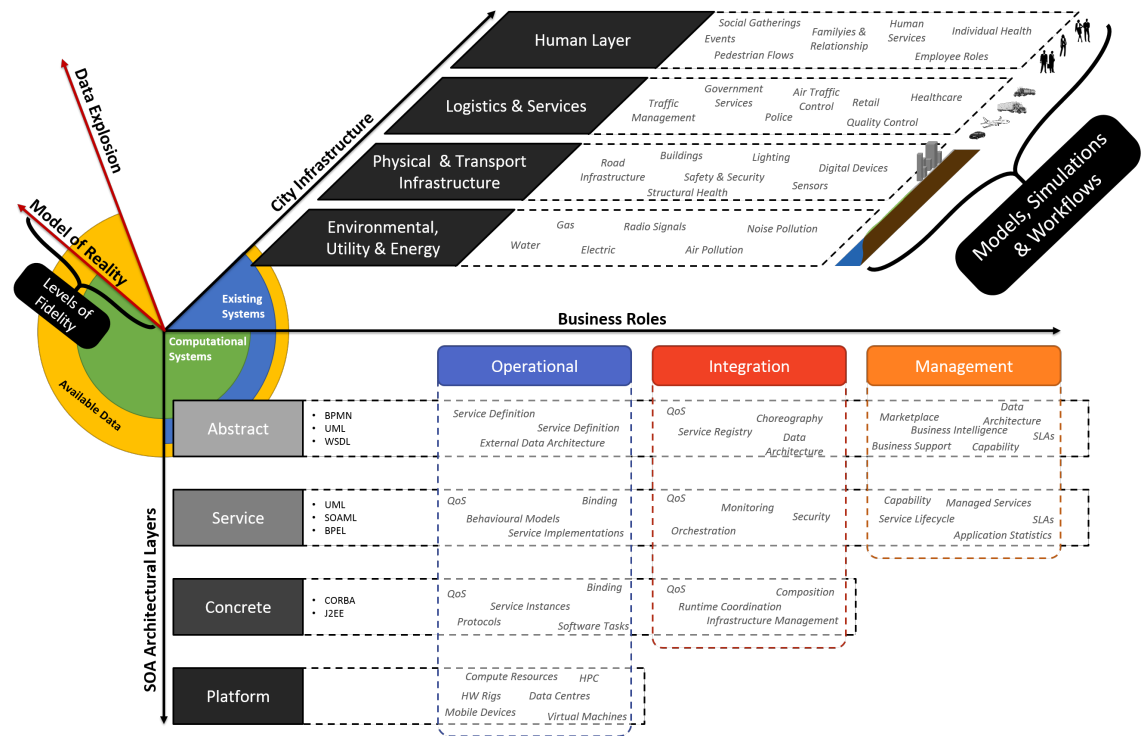 Human Layer
Social Gatherings
Events
Pedestrian Flows
Familyies &
Relationship
Human
Services
Individual Health
Employee Roles
Logistics & Services
Traffic
Management
Government
Services
Police
Air Traffic
Control
Retail
Quality Control
Healthcare
Physical & Transport
Infrastructure
Road
Infrastructure
Buildings
Safety & Security
Structural Health
Lighting
Sensors
Digital Devices
Environmental,
Utility & Energy
Water
Gas
Electric
Radio Signals
Air Pollution
Noise Pollution
City Infrastructure
Models, Simulations
& Workflows
Data Explosion
Model of Reality
Levels of
Fidelity
Existing
Systems
Computational
Systems
Available Data
Business Roles
SOA Architectural Layers
Operational
Integration
Management
Abstract
• BPMN
• UML
• WSDL
Service Definition
Service Definition
External Data Architecture
QoS
Choreography
Service Registry
Data
Architecture
Data
Architecture
Marketplace
Business Intelligence
SLAs
Business Support
Capability
Service
• UML
• SOAML
• BPEL
QoS
Binding
Behavioural Models
Service Implementations
QoS
Monitoring
Security
Orchestration
Capability
Managed Services
Service Lifecycle
SLAs
Application Statistics
Concrete
• CORBA
• J2EE
Binding
QoS
Service Instances
Protocols
Software Tasks
QoS
Composition
Runtime Coordination
Infrastructure Management
Platform
Compute Resources
HPC
HW Rigs
Data Centres
Mobile Devices
Virtual Machines